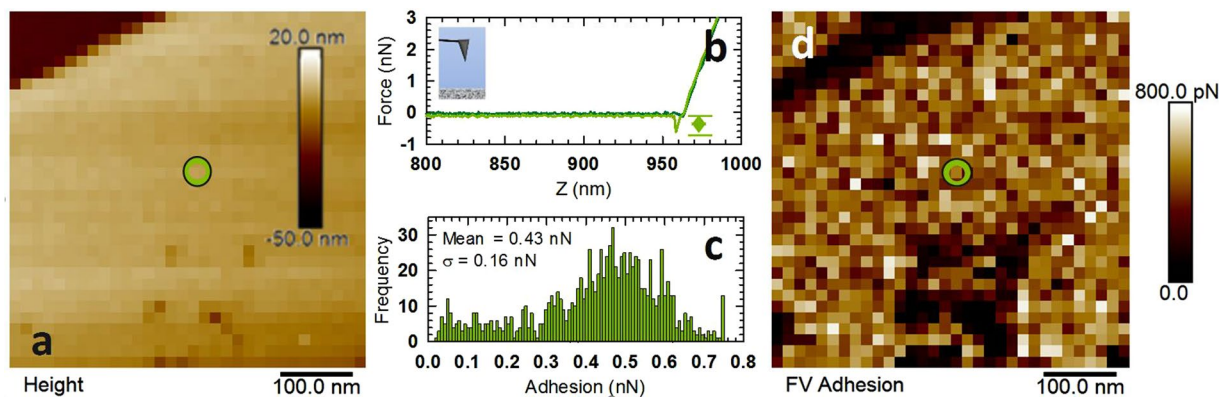 20.0 nm
-50.0 nm
a
Height
100.0 nm
3
2
1
0
-1
Force (nN)
b
800
850
900
950
1000
Z (nm)
30
20
10
0
Frequency
Mean = 0.43 nN
σ = 0.16 nN
c
0.0
0.1
0.2
0.3
0.4
0.5
0.6
0.7
0.8
Adhesion (nN)
d
800.0 pN
0.0
FV Adhesion
100.0 nm